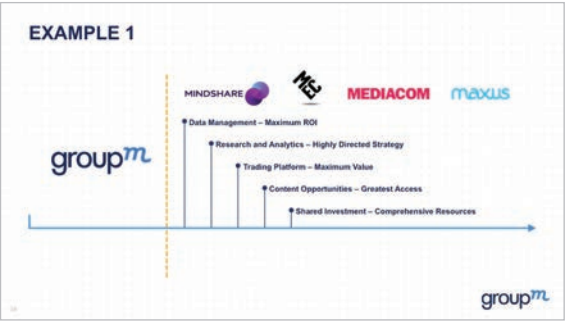 EXAMPLE 1
MINDSHARE
MEC
MEDIACOM
maxus
Data Management – Maximum ROI
Research and Analytics – Highly Directed Strategy
groupm
Trading Platform – Maximum Value
Content Opportunities – Greatest Access
Shared Investment – Comprehensive Resources
groupm